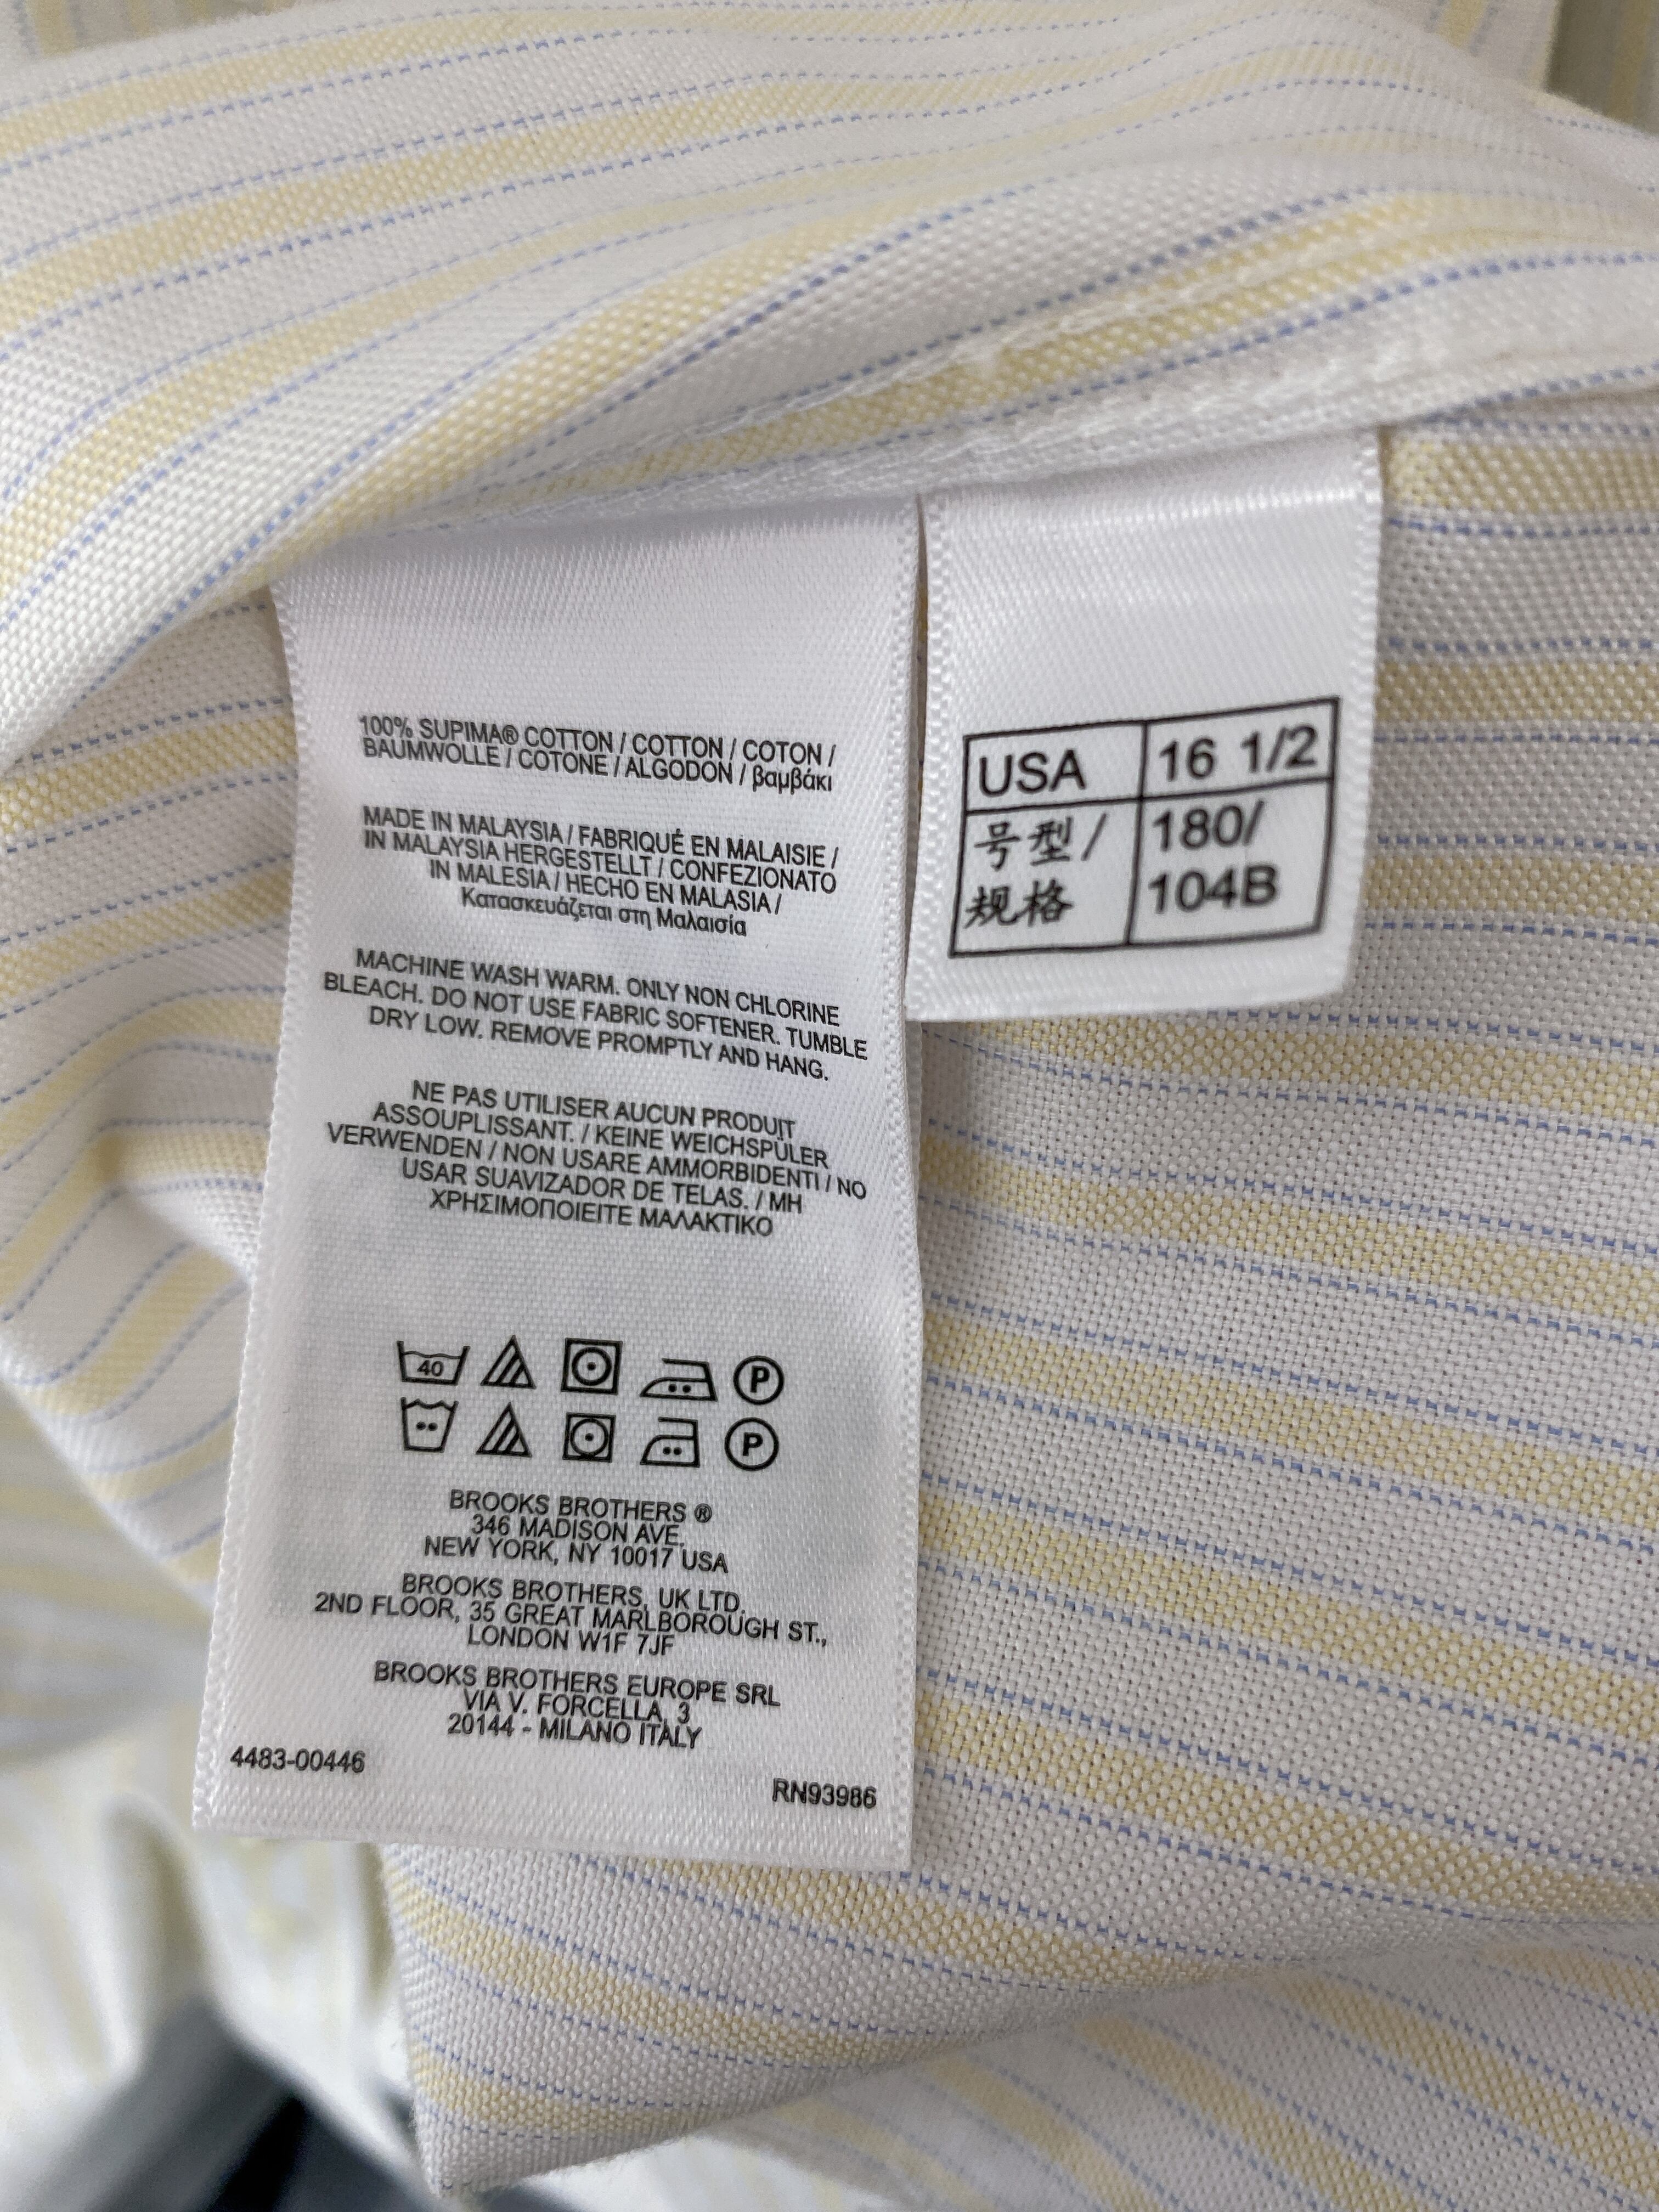 100% SUPIMA® COTTON / COTTON / COTON /
BAUMWOLLE / COTONE / ALGODON / βαμβάκι
MADE IN MALAYSIA / FABRIQUÉ EN MALAISIE /
IN MALAYSIA HERGESTELLT / CONFEZIONATO
IN MALESIA / HECHO EN MALASIA /
Κατασκευάζεται στη Μαλαισία
MACHINE WASH WARM. ONLY NON CHLORINE
BLEACH. DO NOT USE FABRIC SOFTENER. TUMBLE
DRY LOW. REMOVE PROMPTLY AND HANG.
NE PAS UTILISER AUCUN PRODUIT
ASSOUPLISSANT. / KEINE WEICHSPÜLER
VERWENDEN / NON USARE AMMORBIDENTI / NO
USAR SUAVIZADOR DE TELAS. / ΜΗ
ΧΡΗΣΙΜΟΠΟΙΕΙΤΕ ΜΑΛΑΚΤΙΚΟ
40 P
P
BROOKS BROTHERS ®
346 MADISON AVE.
NEW YORK, NY 10017 USA
BROOKS BROTHERS, UK LTD.
2ND FLOOR, 35 GREAT MARLBOROUGH ST.,
LONDON W1F 7JF
BROOKS BROTHERS EUROPE SRL
VIA V. FORCELLA, 3
20144 - MILANO ITALY
4483-00446
RN93986
USA 16 1/2
号型/ 180/
规格 104B